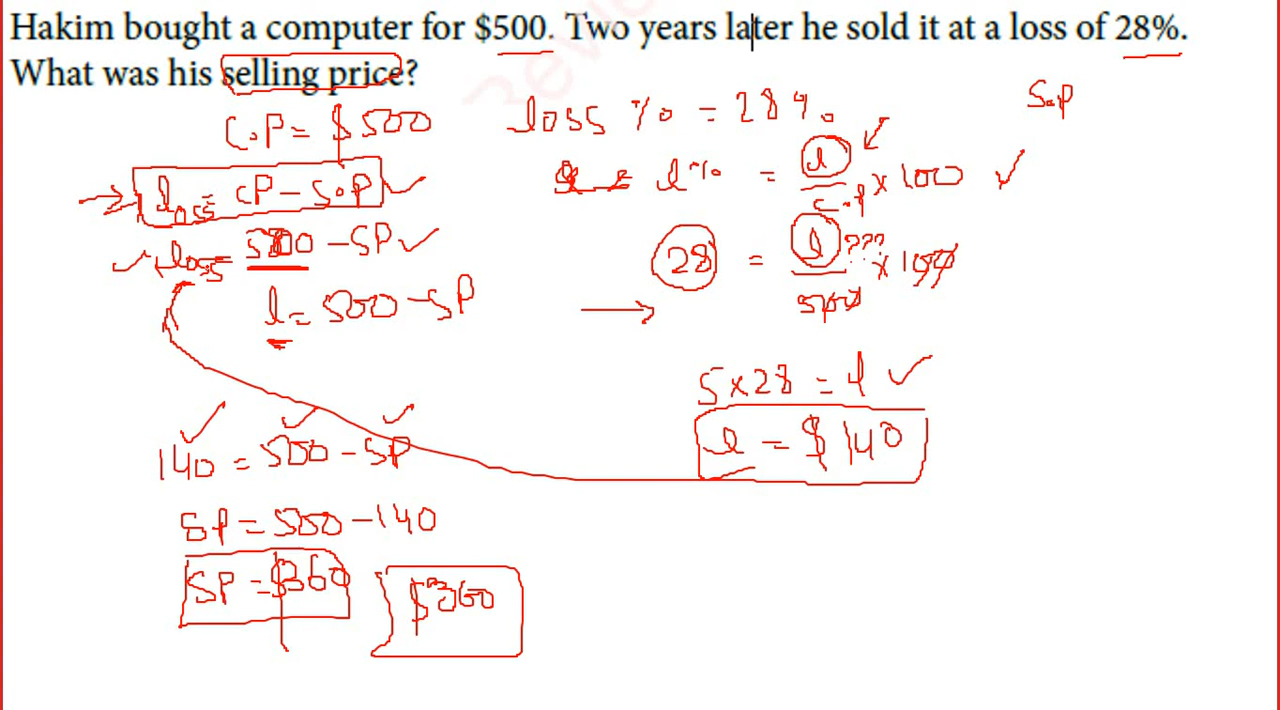 Hakim bought a computer for $500. Two years later he sold it at a loss of 28%.
What was his selling price?
C.P = $500
loss % = 28%
S.P
loss = CP - S.P
l% = l/C.P × 100
loss = 500 - SP
28 = l/500 ??? × 100
l = 500 - SP
5×28 = l
l = $140
140 = 500 - SP
SP = 500 - 140
SP = $360
$360